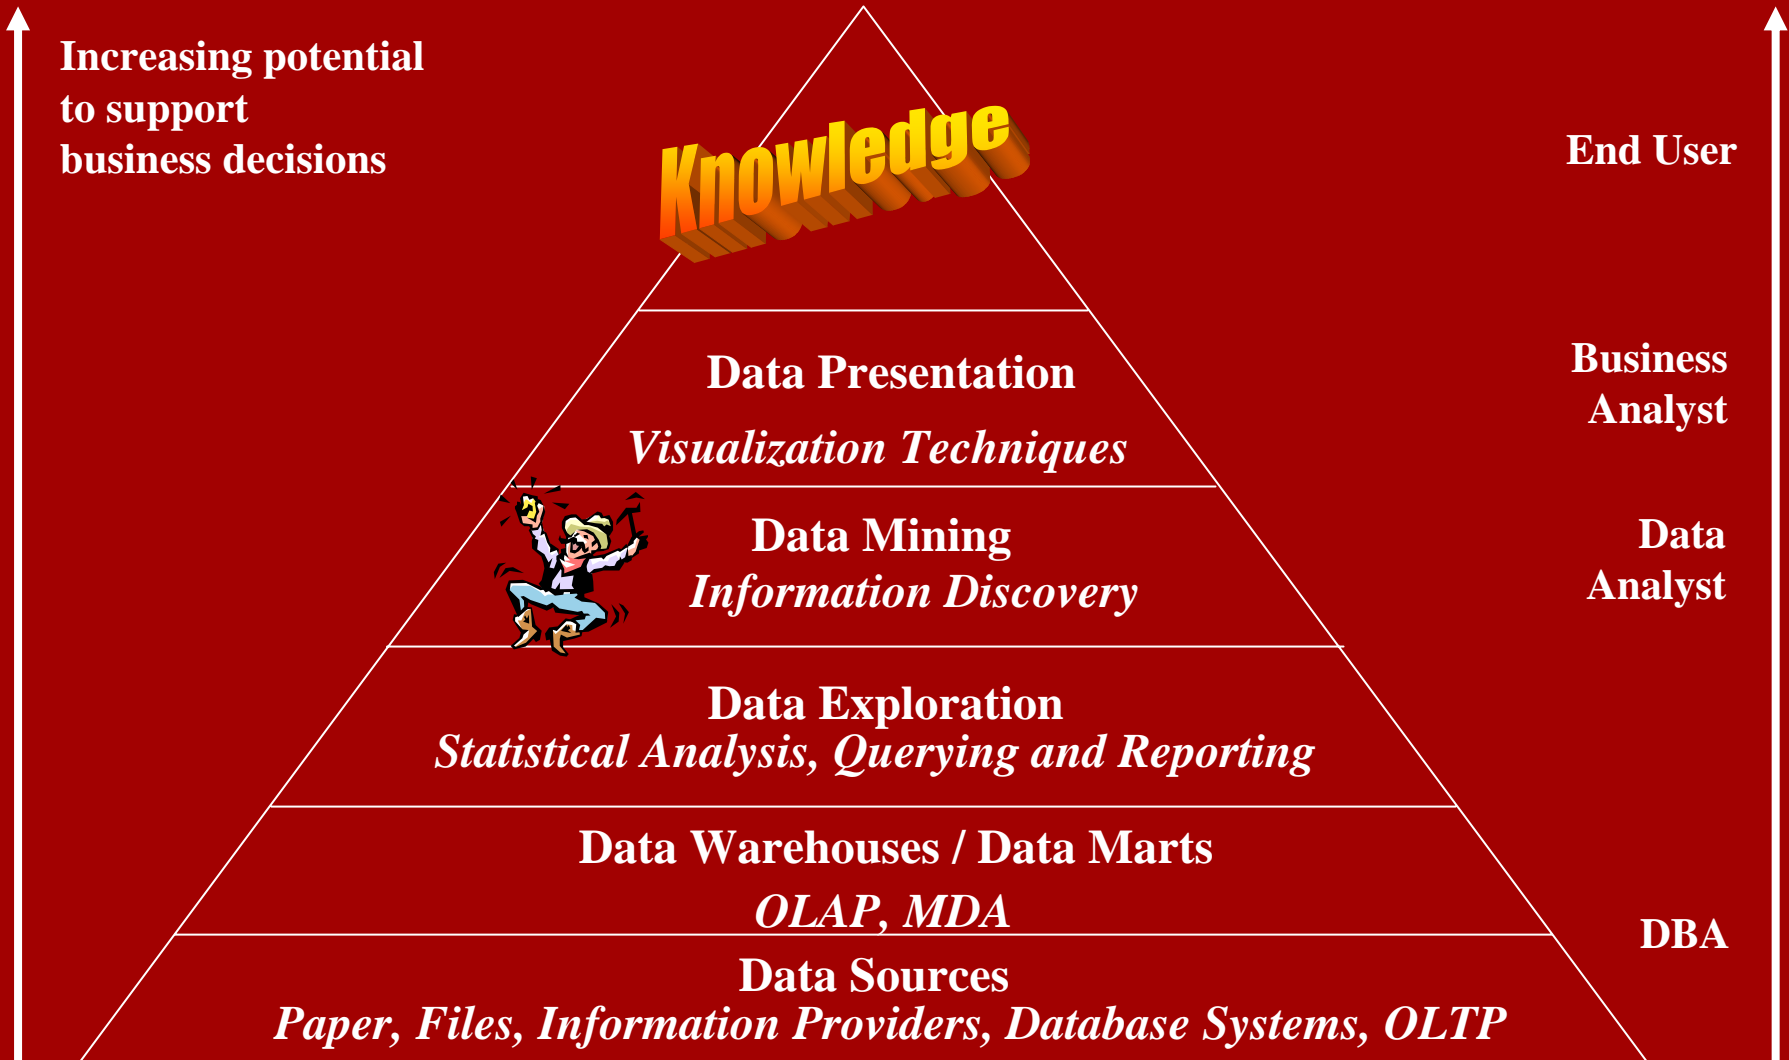 Increasing potential
to support
business decisions
Knowledge
End User
Data Presentation
Visualization Techniques
Business
Analyst
Data Mining
Information Discovery
Data
Analyst
Data Exploration
Statistical Analysis, Querying and Reporting
Data Warehouses / Data Marts
OLAP, MDA
DBA
Data Sources
Paper, Files, Information Providers, Database Systems, OLTP